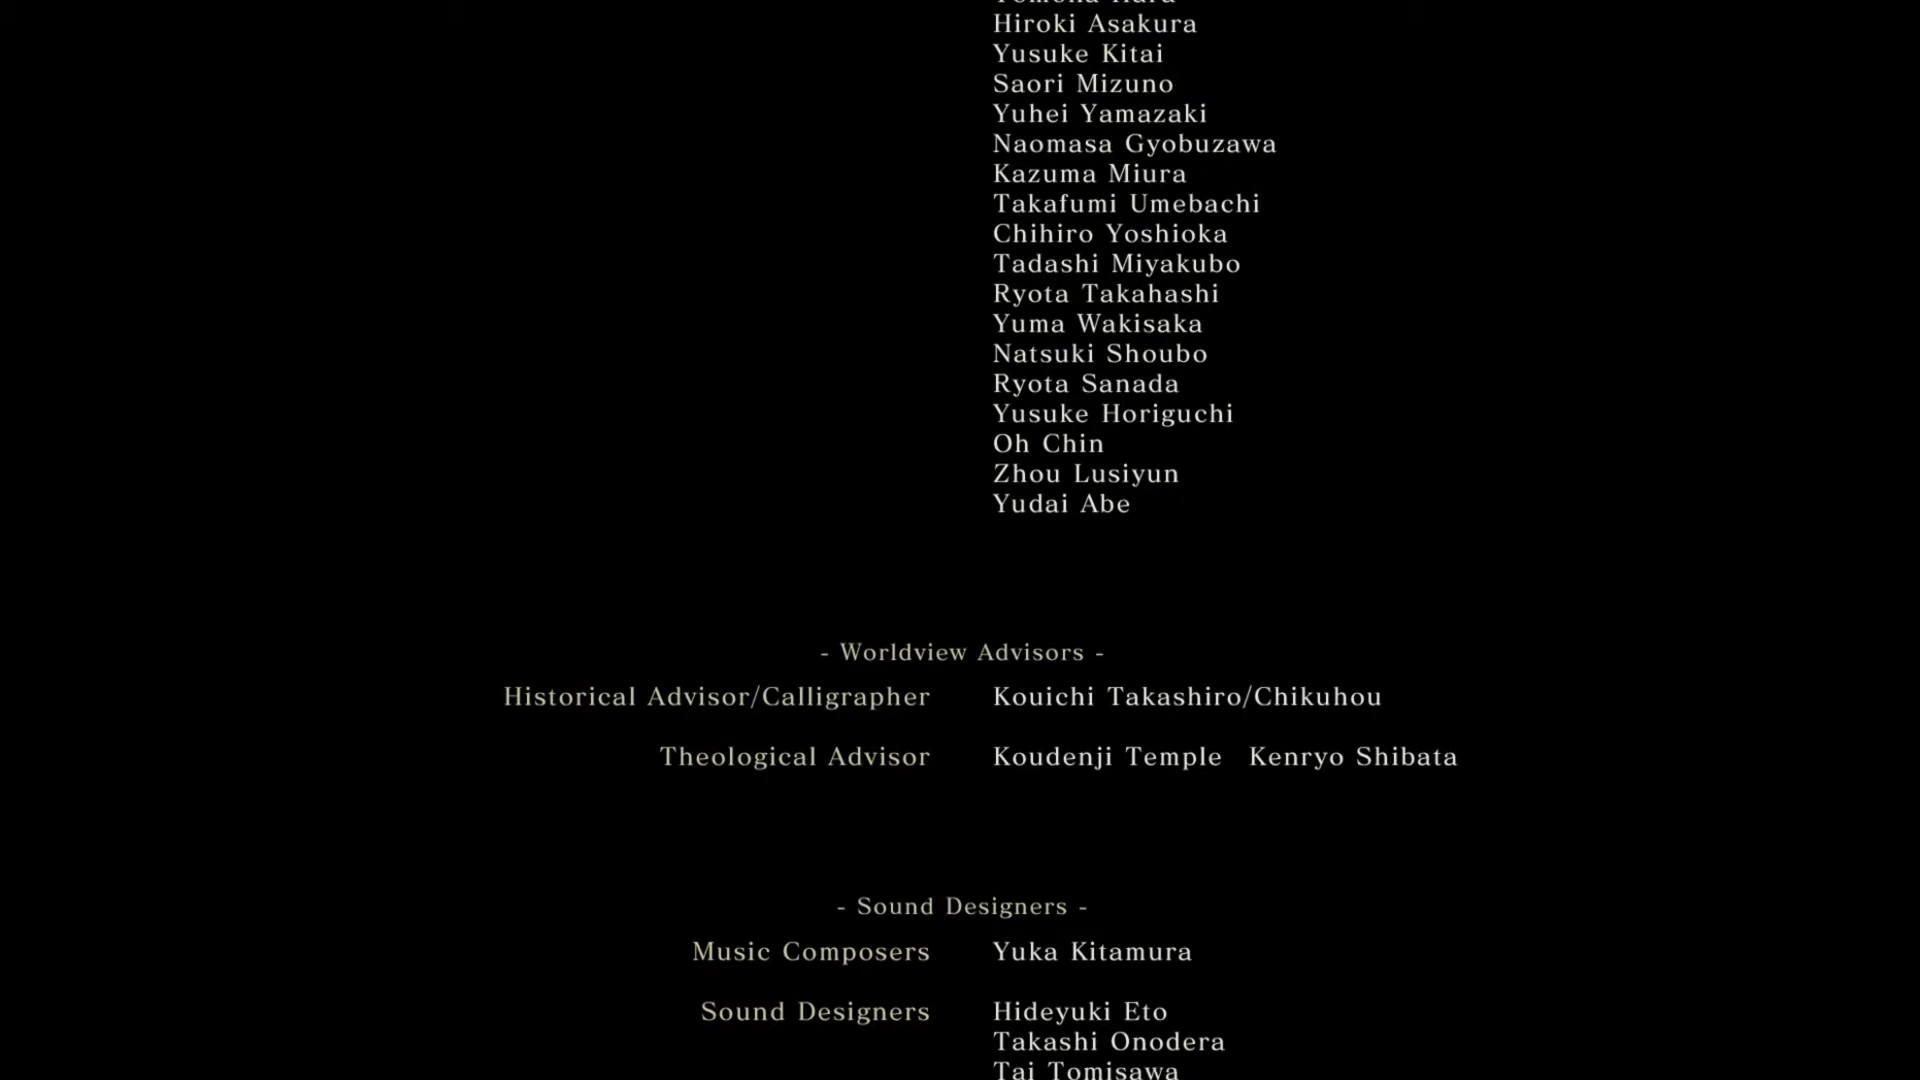 Hiroki Asakura
Yusuke Kitai
Saori Mizuno
Yuhei Yamazaki
Naomasa Gyobuzawa
Kazuma Miura
Takafumi Umebachi
Chihiro Yoshioka
Tadashi Miyakubo
Ryota Takahashi
Yuma Wakisaka
Natsuki Shoubo
Ryota Sanada
Yusuke Horiguchi
Oh Chin
Zhou Lusiyun
Yudai Abe
- Worldview Advisors -
Historical Advisor/Calligrapher Kouichi Takashiro/Chikuhou
Theological Advisor Koudenji Temple Kenryo Shibata
- Sound Designers -
Music Composers Yuka Kitamura
Sound Designers Hideyuki Eto
Takashi Onodera
Tai Tomisawa